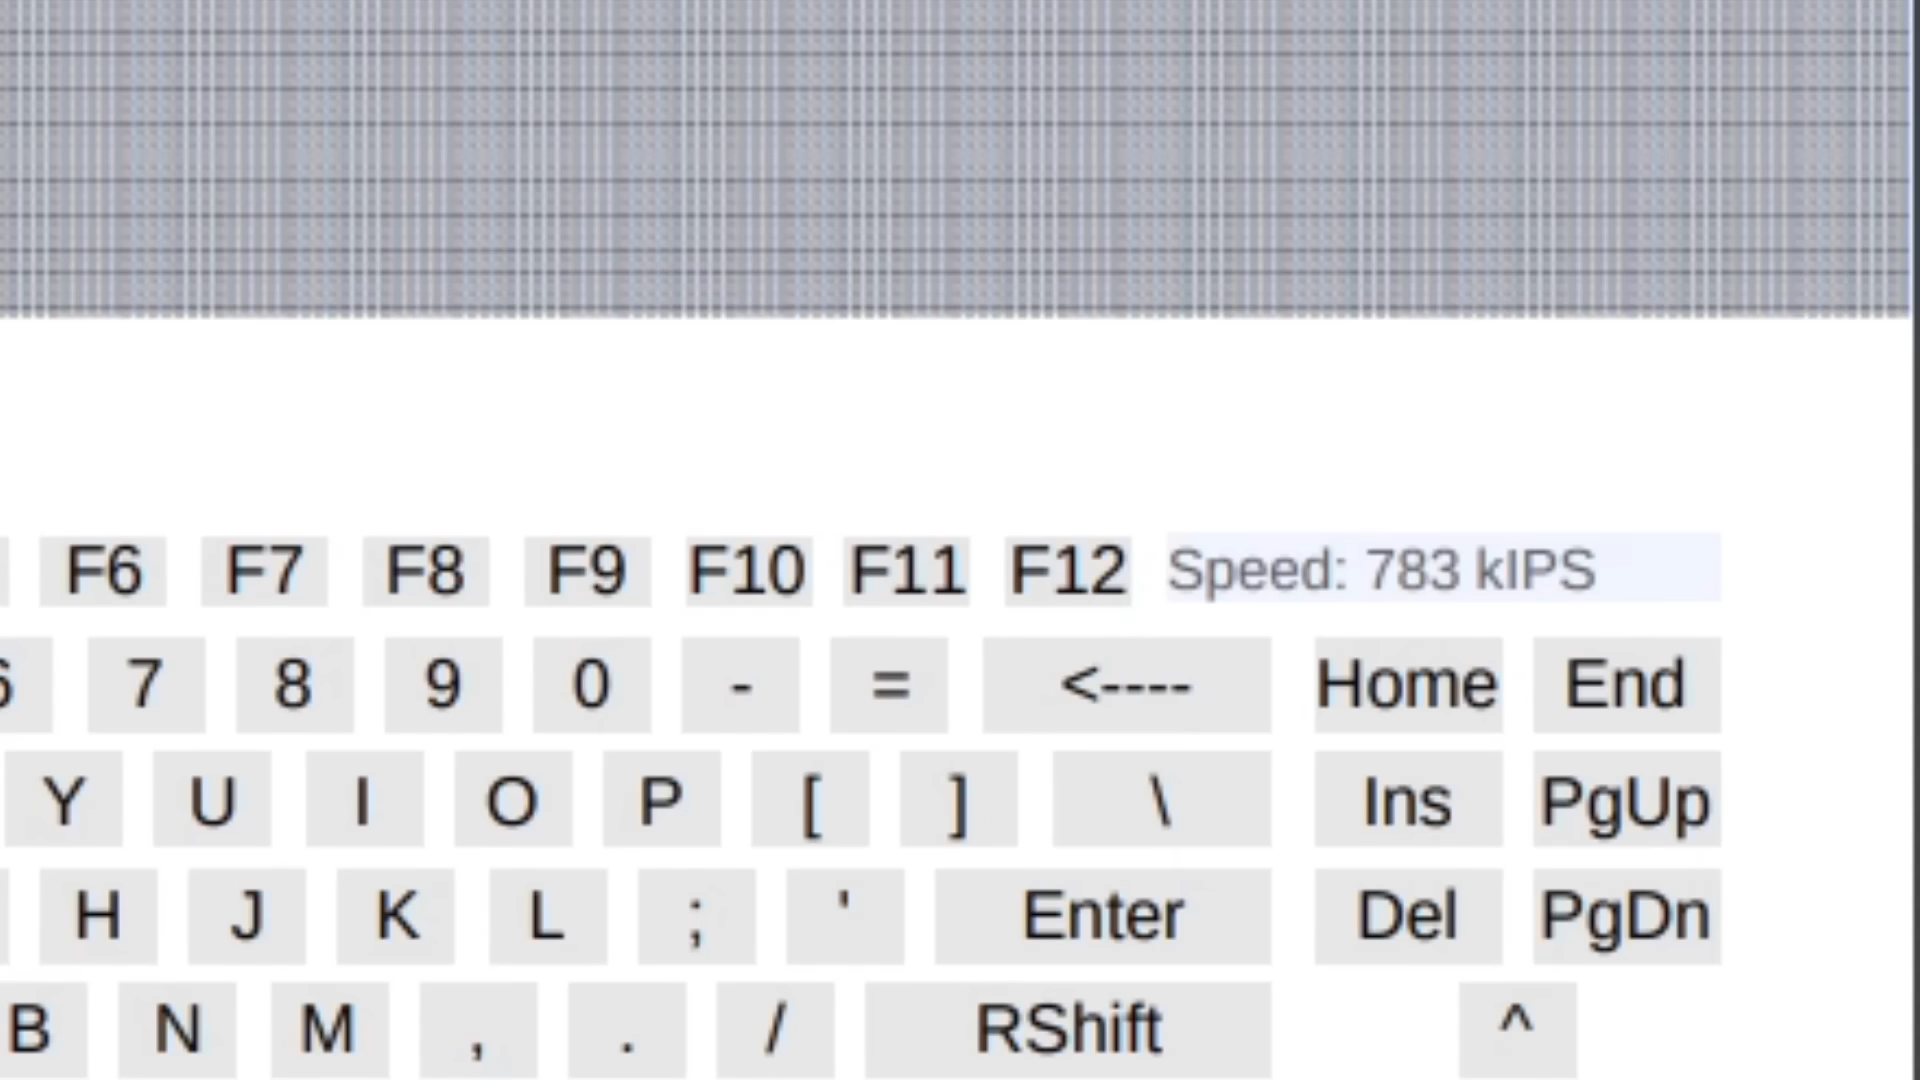 F6 F7 F8 F9 F10 F11 F12 Speed: 783 kIPS
6 7 8 9 0 - = <---- Home End
Y U I O P [ ] \ Ins PgUp
H J K L ; ' Enter Del PgDn
B N M , . / RShift ^